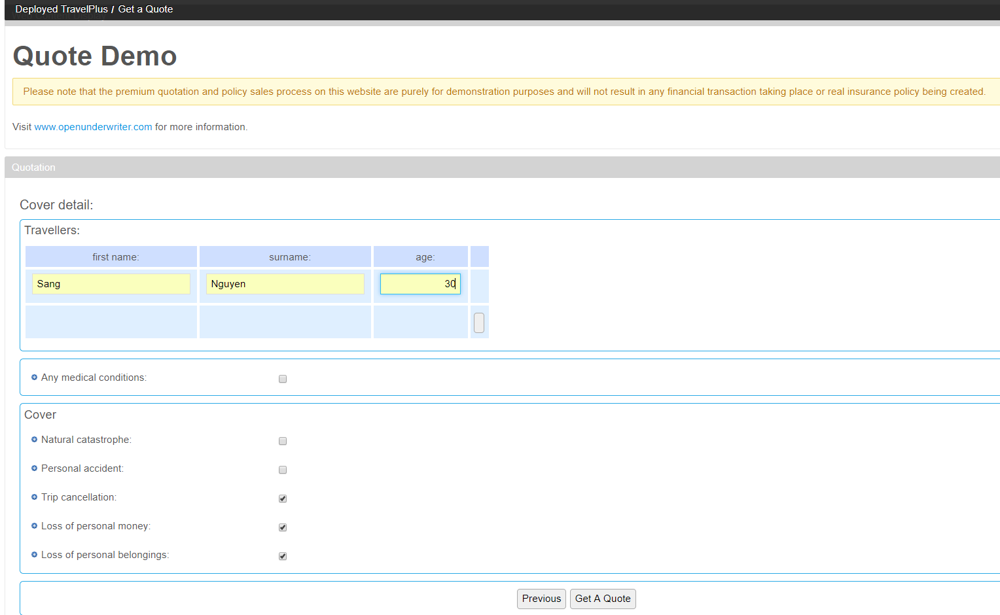 Deployed TravelPlus / Get a Quote
Quote Demo
Please note that the premium quotation and policy sales process on this website are purely for demonstration purposes and will not result in any financial transaction taking place or real insurance policy being created.
Visit www.openunderwriter.com for more information.
Quotation
Cover detail:
Travellers:
first name: surname: age:
Sang Nguyen 30
Any medical conditions:
Cover
Natural catastrophe:
Personal accident:
Trip cancellation:
Loss of personal money:
Loss of personal belongings:
Previous Get A Quote